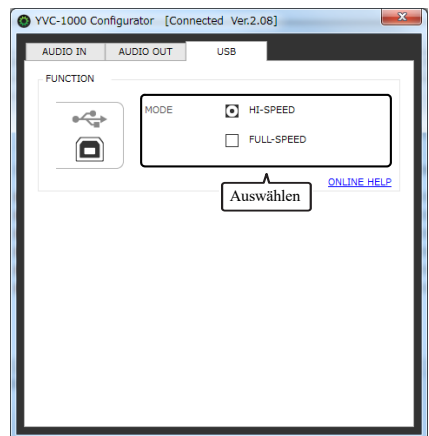 YVC-1000 Configurator [Connected Ver.2.08]
AUDIO IN AUDIO OUT USB
FUNCTION
MODE HI-SPEED
FULL-SPEED
ONLINE HELP
Auswählen